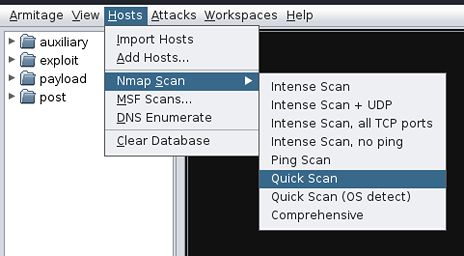 Armitage View Hosts Attacks Workspaces Help
auxiliary
exploit
payload
post
Import Hosts
Add Hosts...
Nmap Scan
MSF Scans...
DNS Enumerate
Clear Database
Intense Scan
Intense Scan + UDP
Intense Scan, all TCP ports
Intense Scan, no ping
Ping Scan
Quick Scan
Quick Scan (OS detect)
Comprehensive